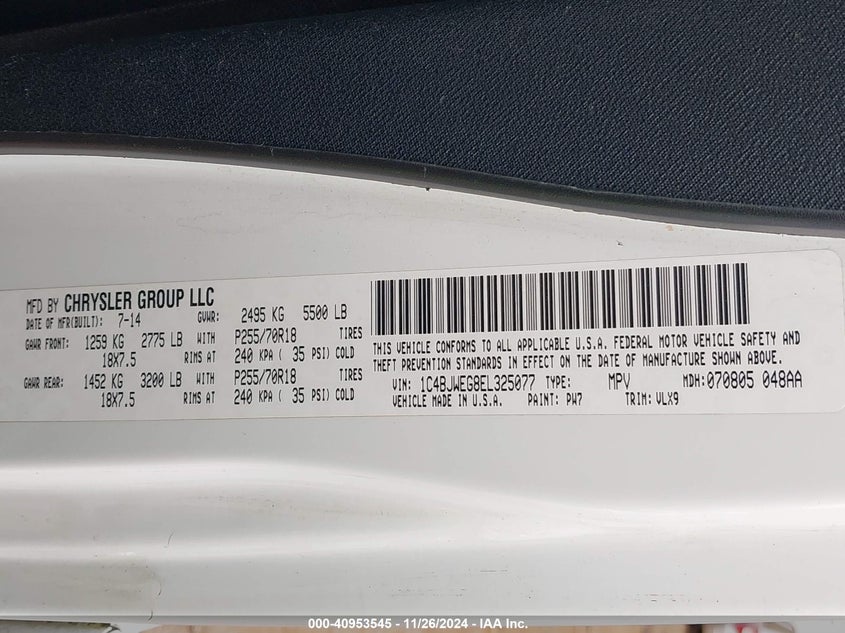 MFD BY CHRYSLER GROUP LLC
DATE OF MFR(BUILT): 7-14 GVWR: 2495 KG 5500 LB
GAWR FRONT: 1259 KG 2775 LB WITH P255/70R18 TIRES
18X7.5 RIMS AT 240 KPA ( 35 PSI) COLD
GAWR REAR: 1452 KG 3200 LB WITH P255/70R18 TIRES
18X7.5 RIMS AT 240 KPA ( 35 PSI) COLD
THIS VEHICLE CONFORMS TO ALL APPLICABLE U.S.A. FEDERAL MOTOR VEHICLE SAFETY AND
THEFT PREVENTION STANDARDS IN EFFECT ON THE DATE OF MANUFACTURE SHOWN ABOVE.
VIN: 1C4BJWEG8EL325077 TYPE: MPV MDH:070805 048AA
VEHICLE MADE IN U.S.A. PAINT: PW7 TRIM: VLX9
000-40953545 - 11/26/2024 - IAA Inc.